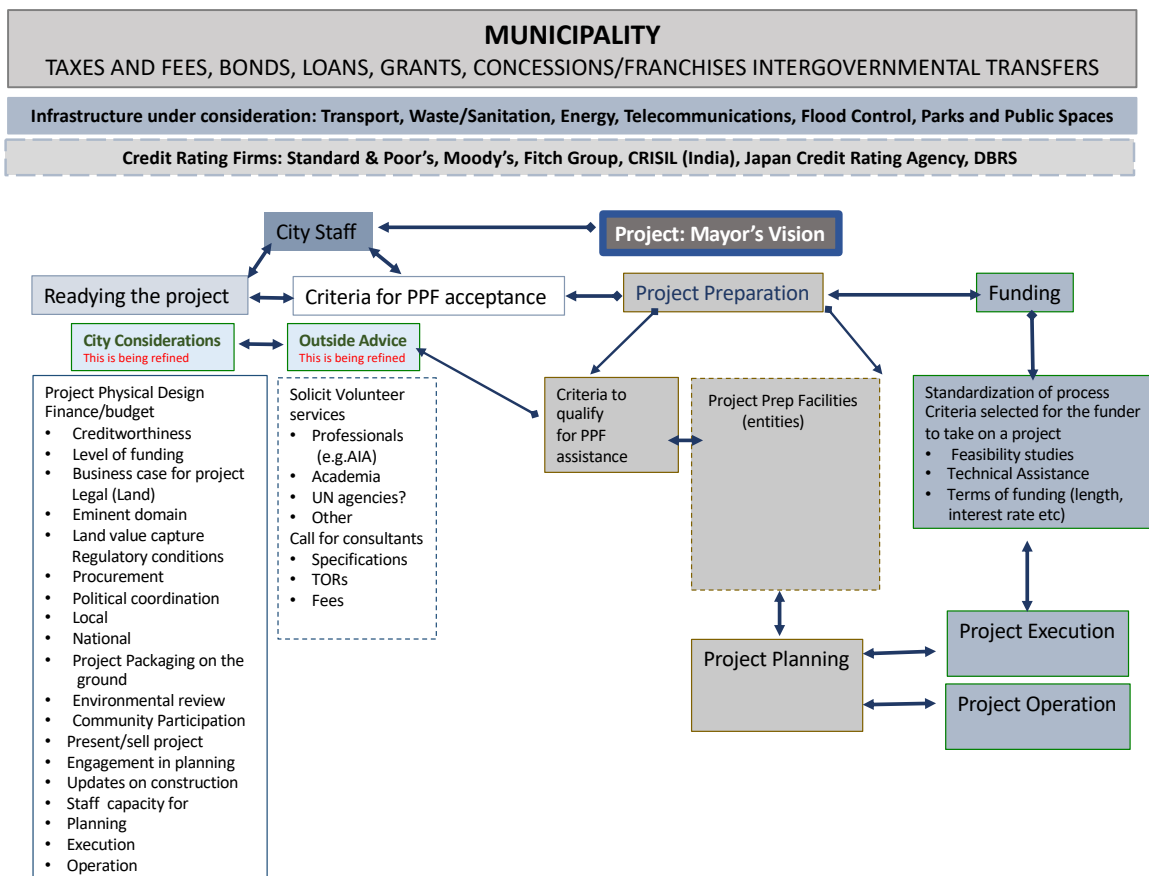 MUNICIPALITY
TAXES AND FEES, BONDS, LOANS, GRANTS, CONCESSIONS/FRANCHISES INTERGOVERNMENTAL TRANSFERS
Infrastructure under consideration: Transport, Waste/Sanitation, Energy, Telecommunications, Flood Control, Parks and Public Spaces
Credit Rating Firms: Standard & Poor's, Moody's, Fitch Group, CRISIL (India), Japan Credit Rating Agency, DBRS
City Staff
Project: Mayor's Vision
Readying the project
Criteria for PPF acceptance
Project Preparation
Funding
City Considerations
This is being refined
Outside Advice
This is being refined
Project Physical Design
Finance/budget
• Creditworthiness
• Level of funding
• Business case for project
Legal (Land)
• Eminent domain
• Land value capture
Regulatory conditions
• Procurement
• Political coordination
• Local
• National
• Project Packaging on the
ground
• Environmental review
• Community Participation
• Present/sell project
• Engagement in planning
• Updates on construction
• Staff capacity for
• Planning
• Execution
• Operation
Solicit Volunteer
services
• Professionals
(e.g.AIA)
• Academia
• UN agencies?
• Other
Call for consultants
• Specifications
• TORs
• Fees
Criteria to
qualify
for PPF
assistance
Project Prep Facilities
(entities)
Standardization of process
Criteria selected for the funder
to take on a project
• Feasibility studies
• Technical Assistance
• Terms of funding (length,
interest rate etc)
Project Planning
Project Execution
Project Operation